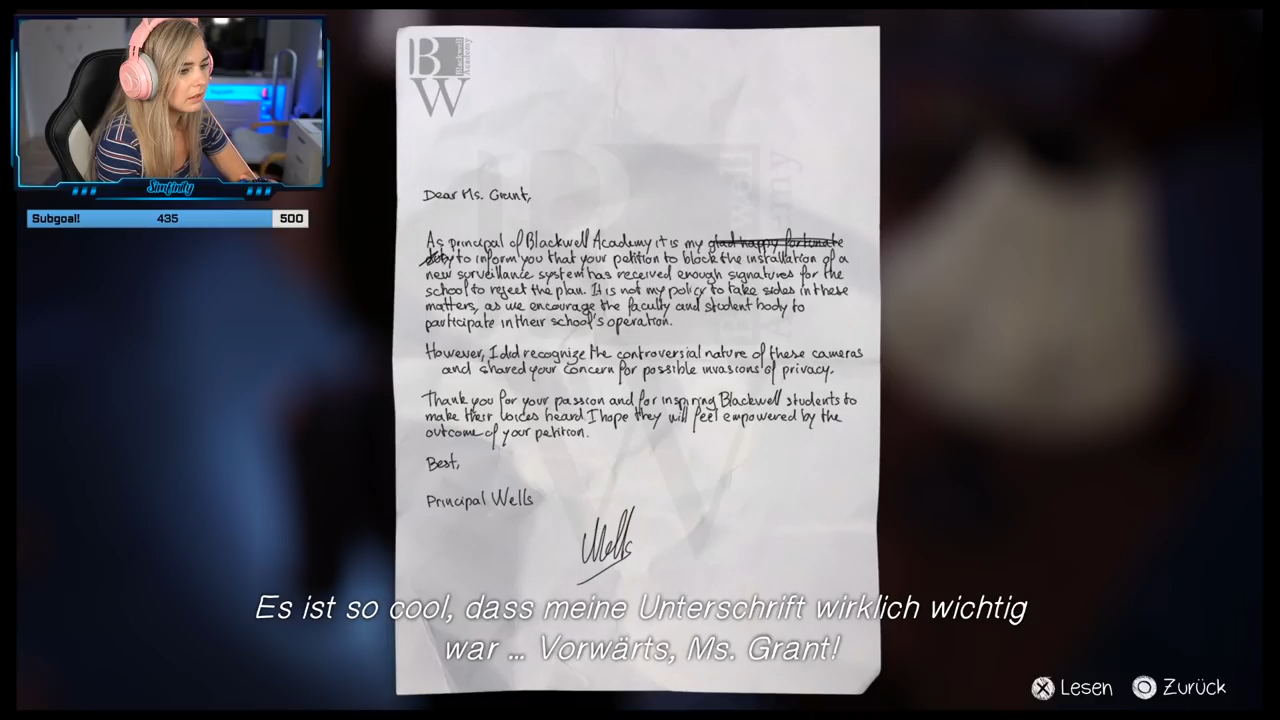 Simfinity
Subgoal! 435 500
BW
Blackwell
Academy
Dear Ms. Grant,
As principal of Blackwell Academy it is my glad happy fortunate
duty to inform you that your petition to block the installation of a
new surveillance system has received enough signatures for the
school to reject the plan. It is not my policy to take sides in these
matters, as we encourage the faculty and student body to
participate in their school's operation.
However, I did recognize the controversial nature of these cameras
and shared your concern for possible invasions of privacy.
Thank you for your passion and for inspiring Blackwell students to
make their voices heard I hope they will feel empowered by the
outcome of your petition.
Best,
Principal Wells
Wells
Es ist so cool, dass meine Unterschrift wirklich wichtig
war ... Vorwärts, Ms. Grant!
Lesen Zurück